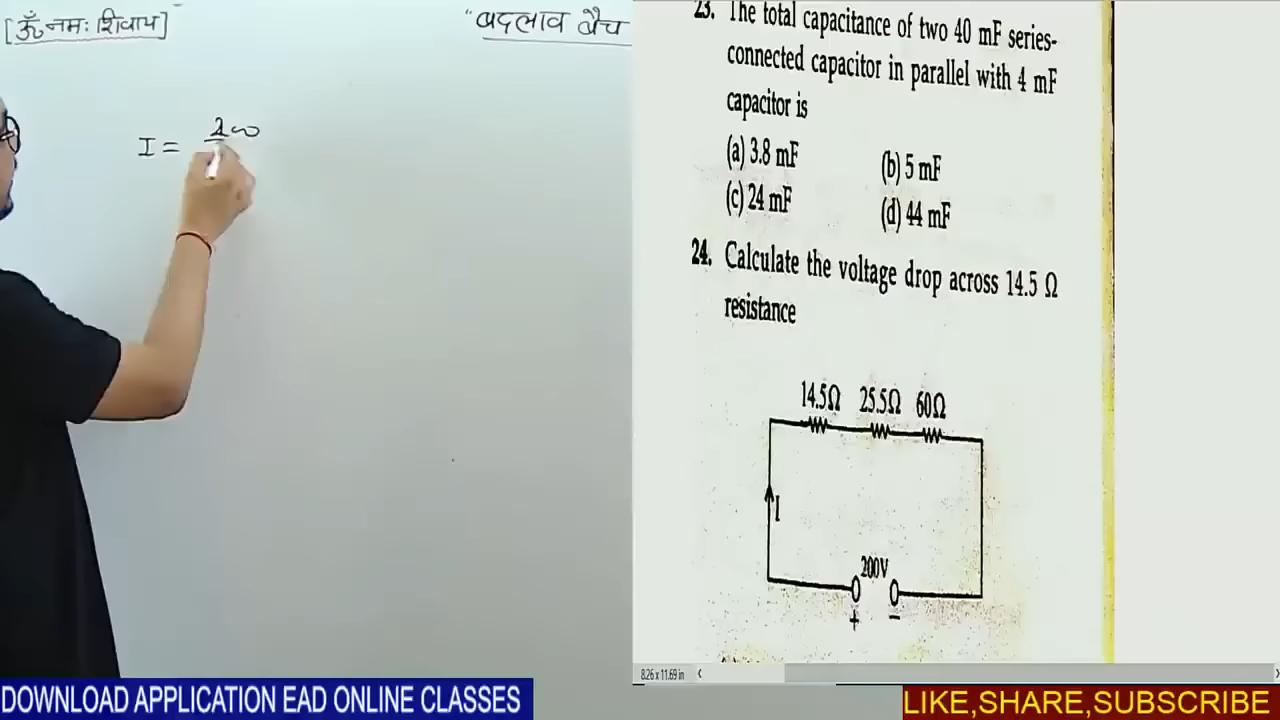 [ॐ नमः शिवाय]
"बदलाव बैच
I = 200
23. The total capacitance of two 40 mF series-
connected capacitor in parallel with 4 mF
capacitor is
(a) 3.8 mF (b) 5 mF
(c) 24 mF (d) 44 mF
24. Calculate the voltage drop across 14.5 Ω
resistance
14.5Ω 25.5Ω 60Ω
I
200V
+ −
8.26 x 11.69 in
DOWNLOAD APPLICATION EAD ONLINE CLASSES
LIKE,SHARE,SUBSCRIBE